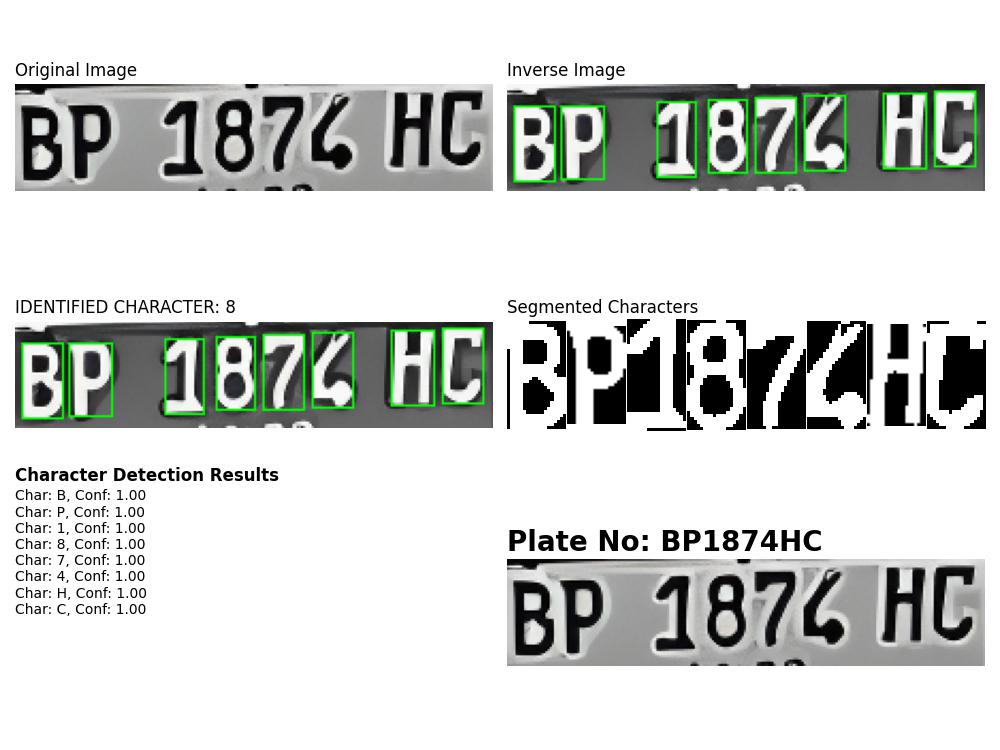 Original Image
BP 1874 HC
Inverse Image
BP 1874 HC
IDENTIFIED CHARACTER: 8
BP 1874 HC
Segmented Characters
BP1874HC
Character Detection Results
Char: B, Conf: 1.00
Char: P, Conf: 1.00
Char: 1, Conf: 1.00
Char: 8, Conf: 1.00
Char: 7, Conf: 1.00
Char: 4, Conf: 1.00
Char: H, Conf: 1.00
Char: C, Conf: 1.00
Plate No: BP1874HC
BP 1874 HC